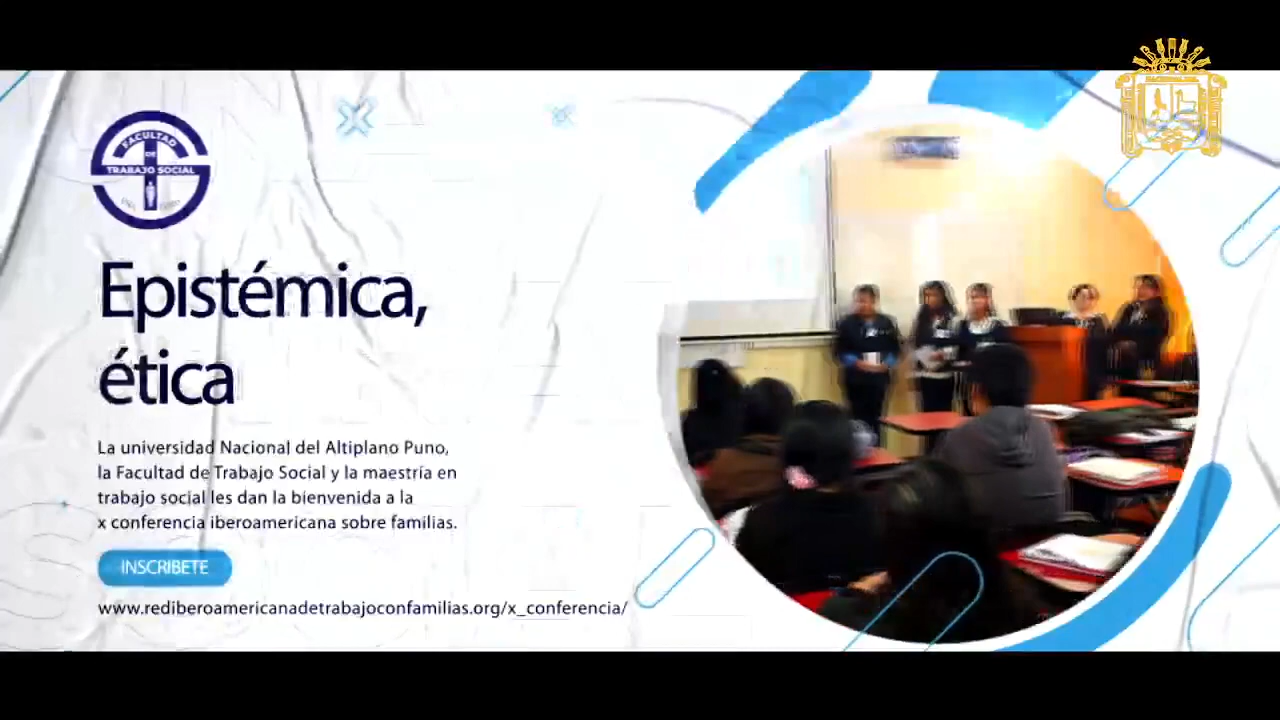 FACULTAD
DE
TRABAJO SOCIAL
Epistémica,
ética
La universidad Nacional del Altiplano Puno,
la Facultad de Trabajo Social y la maestría en
trabajo social les dan la bienvenida a la
x conferencia iberoamericana sobre familias.
INSCRIBETE
www.rediberoamericanadetrabajoconfamilias.org/x_conferencia/